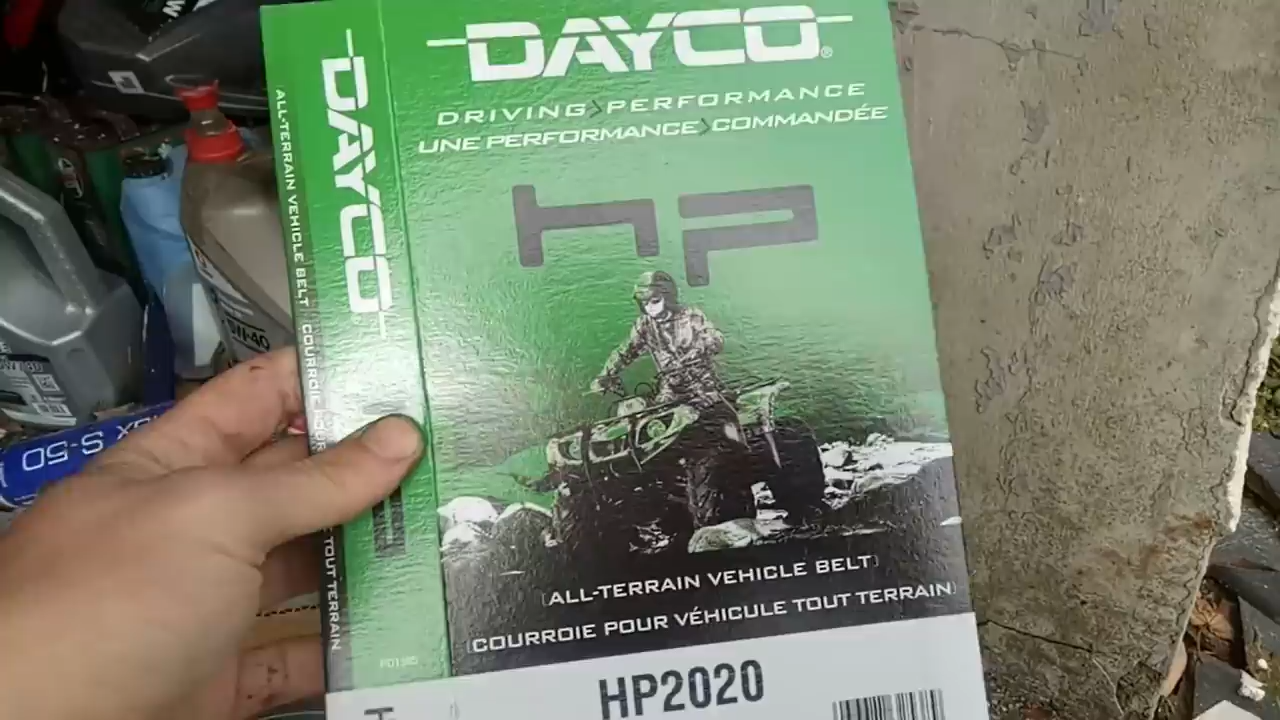 DAYCO®
DRIVING>PERFORMANCE
UNE PERFORMANCE>COMMANDÉE
HP
[ALL-TERRAIN VEHICLE BELT]
[COURROIE POUR VÉHICULE TOUT TERRAIN]
HP2020
DAYCO
ALL-TERRAIN VEHICLE BELT
TOUT TERRAIN
5W-40
S-50